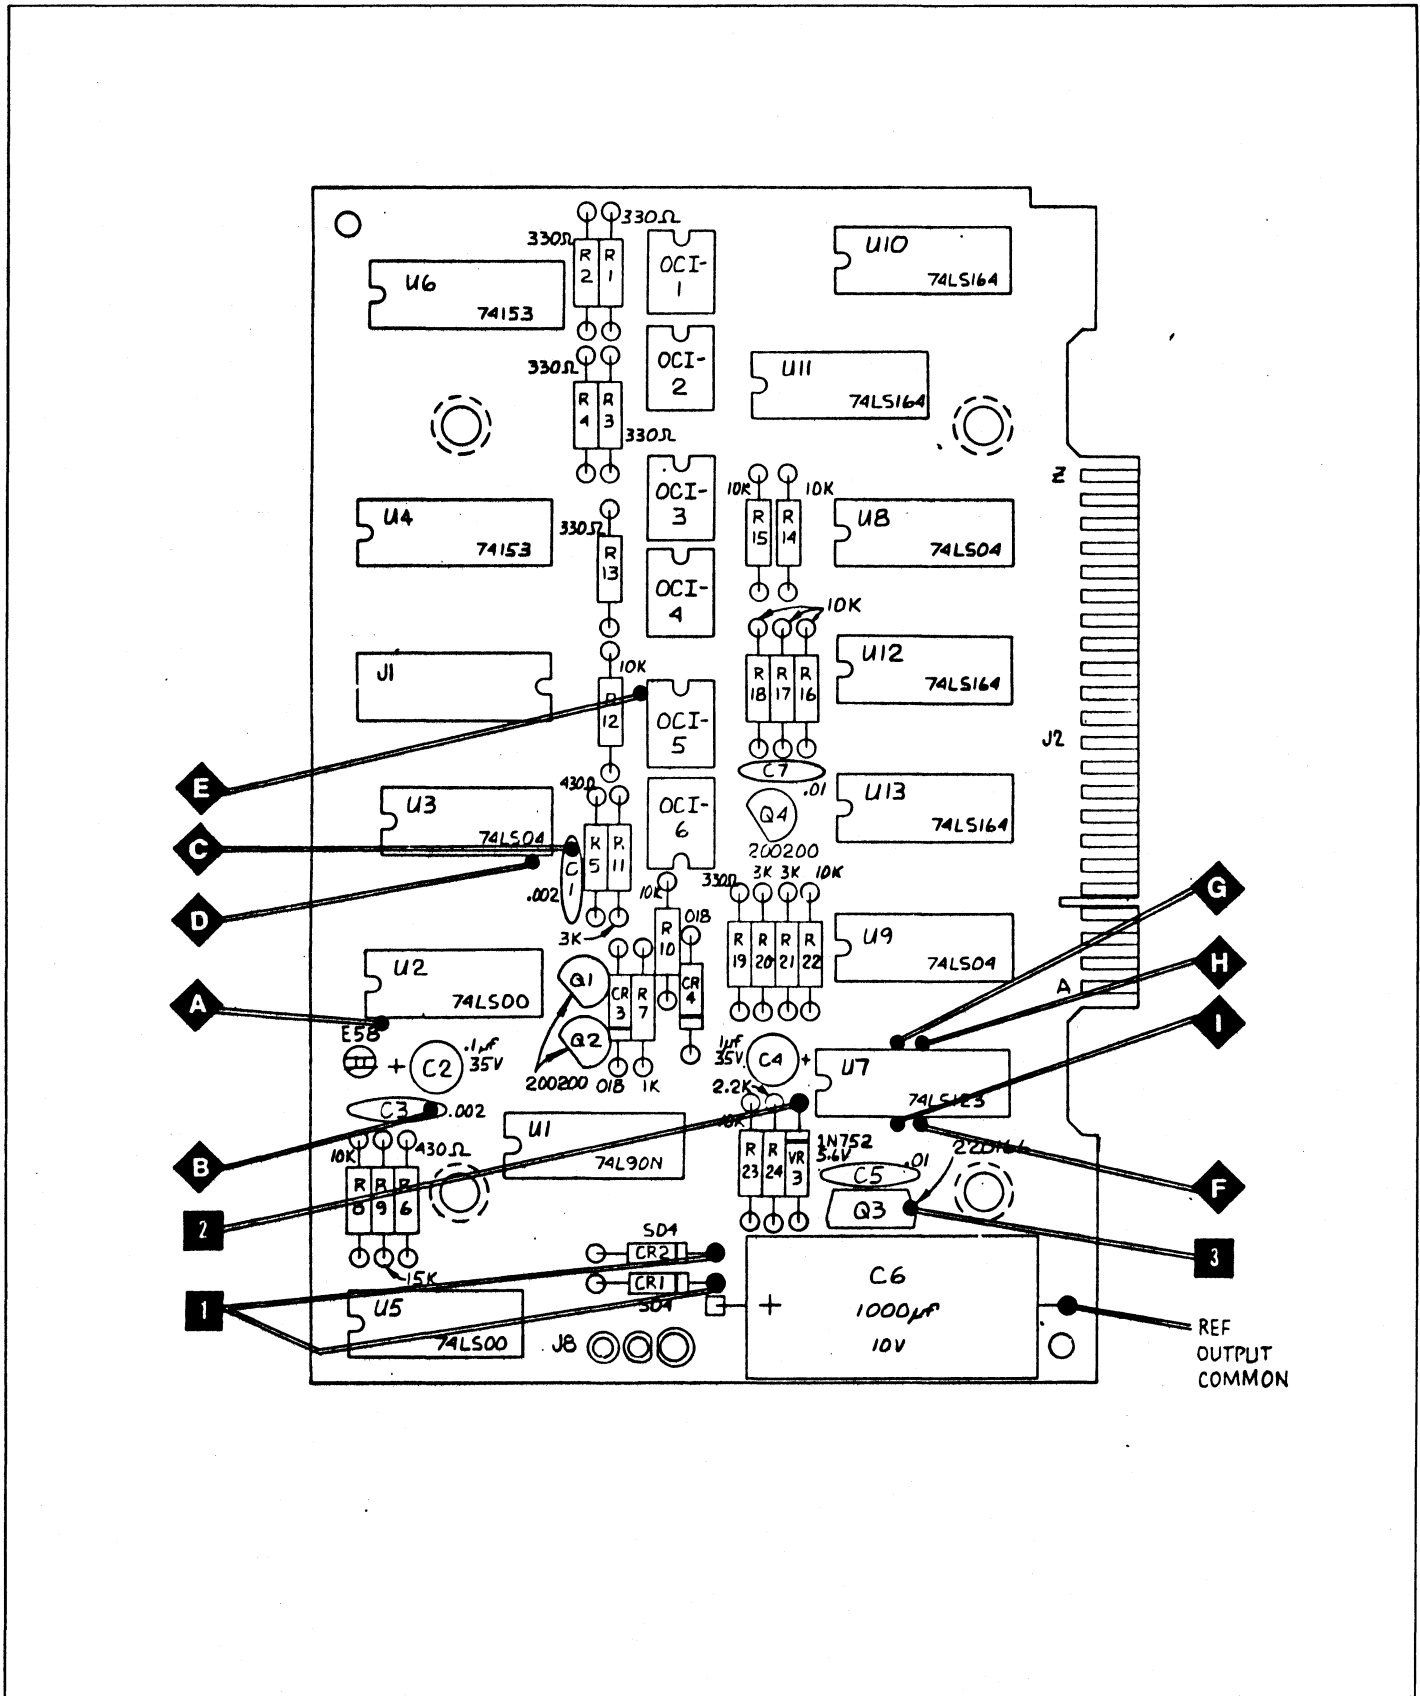 330Ω
330Ω
R 2
R 1
OCI-1
U10
74LS164
U6
74153
330Ω
R 4
R 3
330Ω
OCI-2
U11
74LS164
Z
OCI-3
10K
10K
R 15
R 14
U8
74LS04
U4
74153
330Ω
R 13
OCI-4
10K
R 18
R 17
R 16
U12
74LS164
J1
10K
R 12
OCI-5
J2
C7
.01
E
430Ω
U3
74LS04
OCI-6
Q4
200200
U13
74LS164
C
R 5
R 11
C 1
.002
3K
D
10K
018
330Ω
3K
3K
10K
G
R 10
R 19
R 20
R 21
R 22
U9
74LS04
U2
74LS00
Q1
CR 3
R 7
CR 4
A
H
A
I
E58
+
C2
.1µf
35V
Q2
200200
018
1K
1µf
35V
C4
+
U7
74LS123
2.2K
C3
.002
10K
430Ω
U1
74L90N
R 23
R 24
VR 3
1N752
5.6V
C5
.01
B
R 8
R 9
R 6
F
2
Q3
3
SD4
CR2
15K
CR1
SD4
1
U5
74LS00
J8
+
C6
1000µf
10V
REF
OUTPUT
COMMON